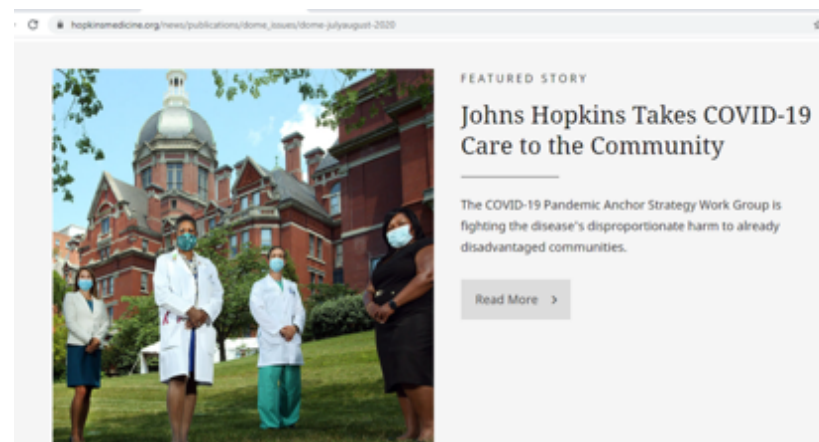 hopkinsmedicine.org/news/publications/dome_issues/dome-julyaugust-2020
FEATURED STORY
Johns Hopkins Takes COVID-19
Care to the Community
The COVID-19 Pandemic Anchor Strategy Work Group is
fighting the disease's disproportionate harm to already
disadvantaged communities.
Read More